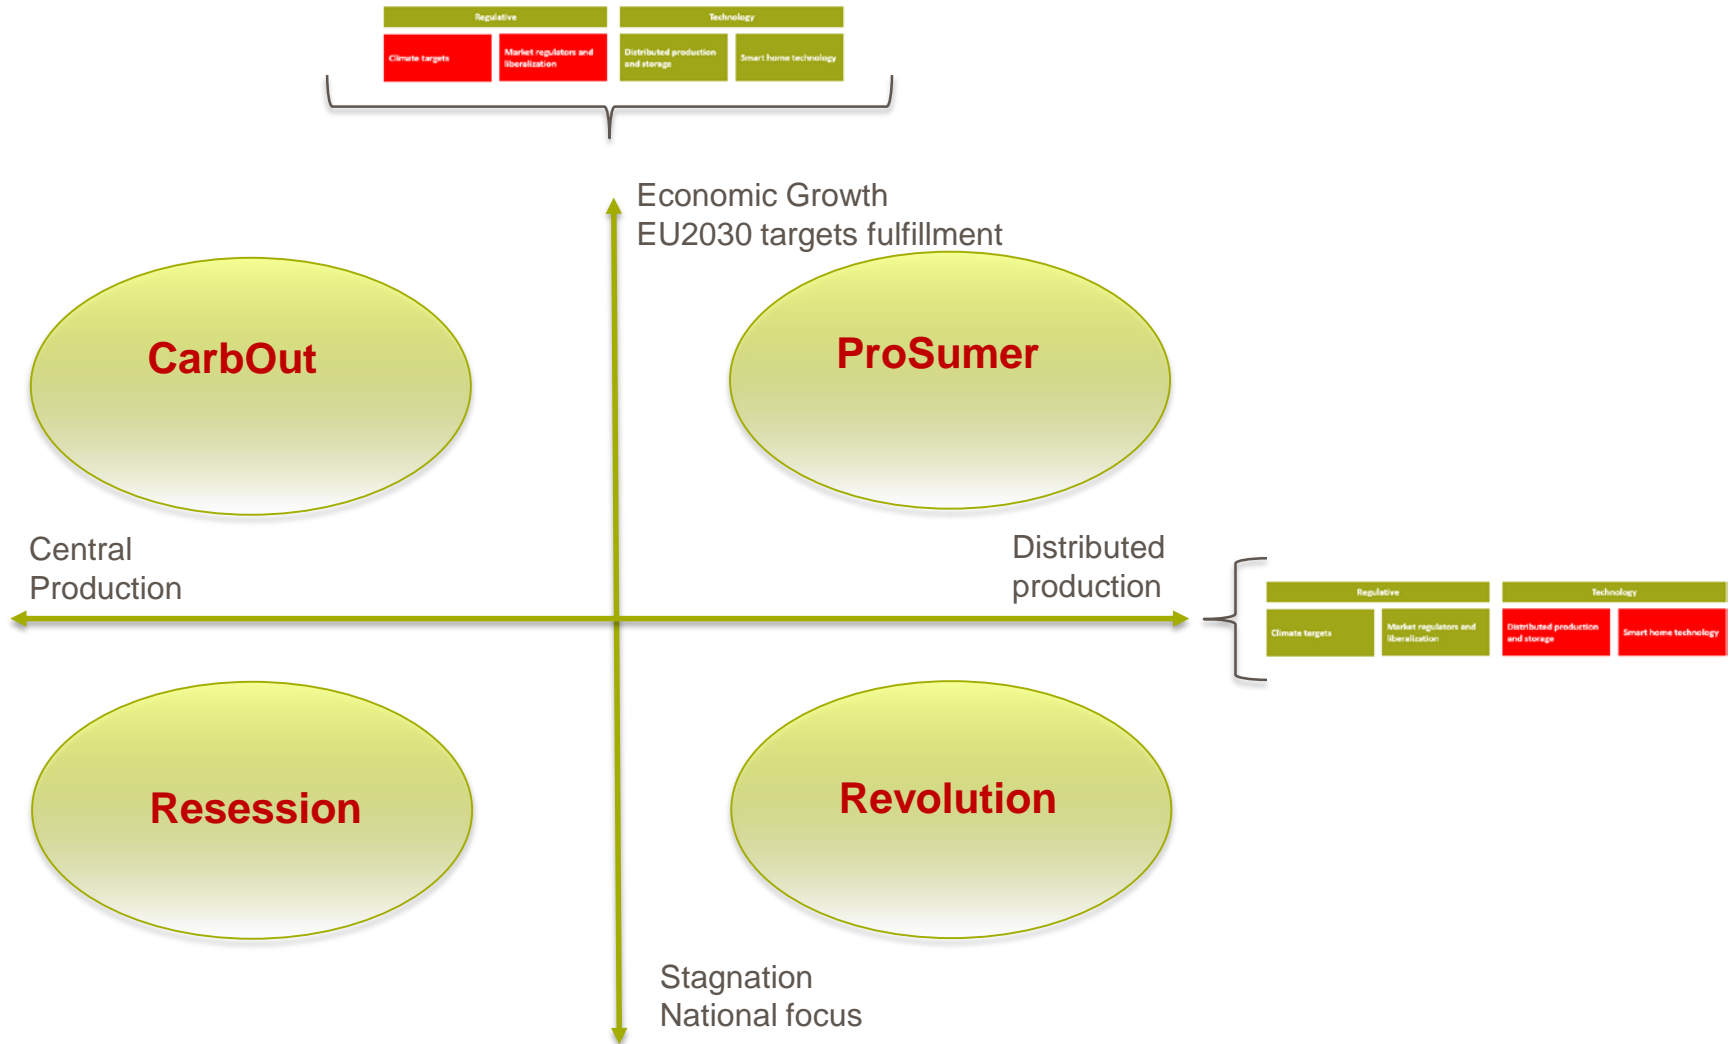 Regulative
Technology
Climate targets
Market regulators and
liberalization
Distributed production
and storage
Smart home technology
Economic Growth
EU2030 targets fulfillment
CarbOut
ProSumer
Central
Production
Distributed
production
Regulative
Technology
Climate targets
Market regulators and
liberalization
Distributed production
and storage
Smart home technology
Resession
Revolution
Stagnation
National focus